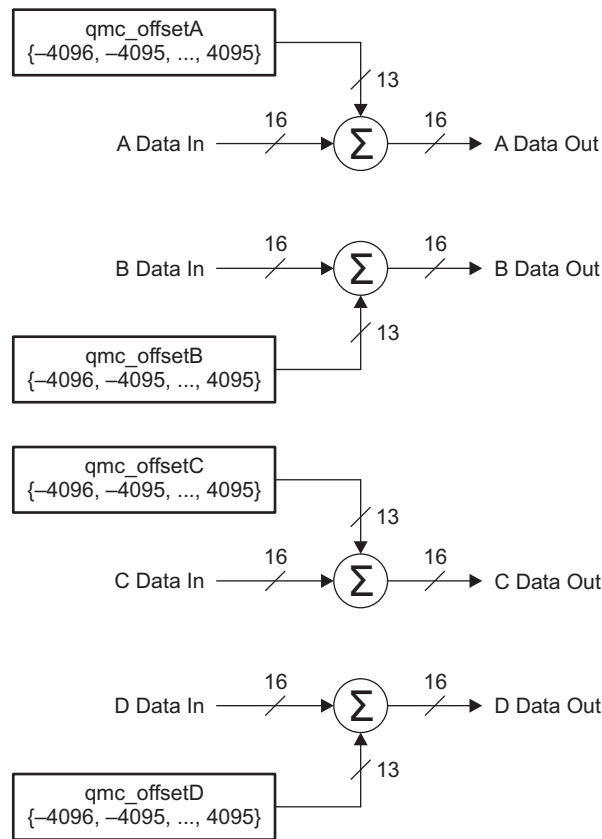 qmc_offsetA
{–4096, –4095, ..., 4095}
13
16
16
A Data In
Σ
A Data Out
16
16
B Data In
Σ
B Data Out
13
qmc_offsetB
{–4096, –4095, ..., 4095}
qmc_offsetC
{–4096, –4095, ..., 4095}
13
16
16
C Data In
Σ
C Data Out
16
16
D Data In
Σ
D Data Out
13
qmc_offsetD
{–4096, –4095, ..., 4095}